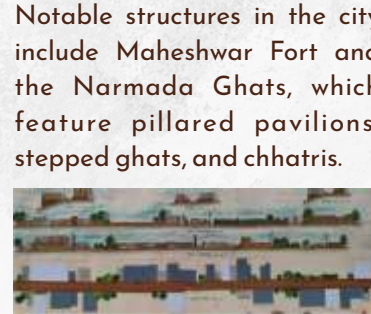 Notable structures in the city
include Maheshwar Fort and
the Narmada Ghats, which
feature pillared pavilions,
stepped ghats, and chhatris.